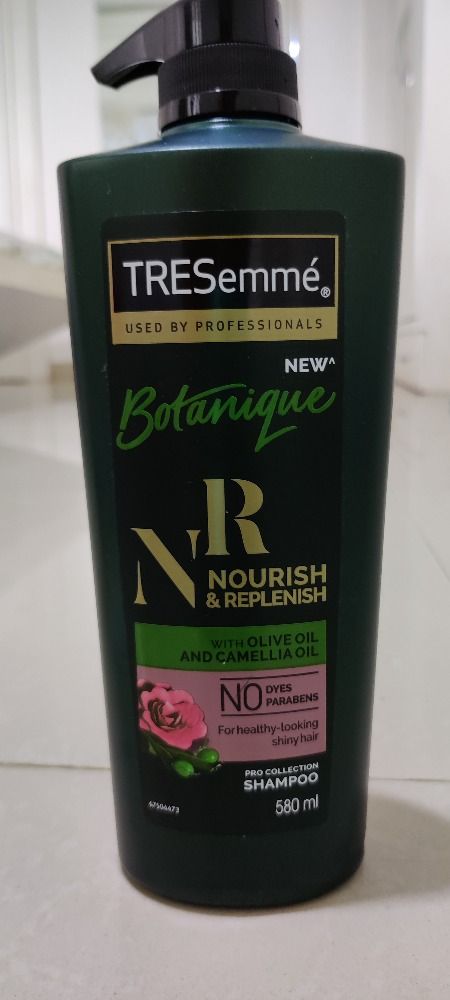 TRESemmé®
USED BY PROFESSIONALS
NEW^
Botanique
NR
NOURISH
& REPLENISH
WITH OLIVE OIL
AND CAMELLIA OIL
NO DYES
PARABENS
For healthy-looking
shiny hair
PRO COLLECTION
SHAMPOO
67504473
580 ml